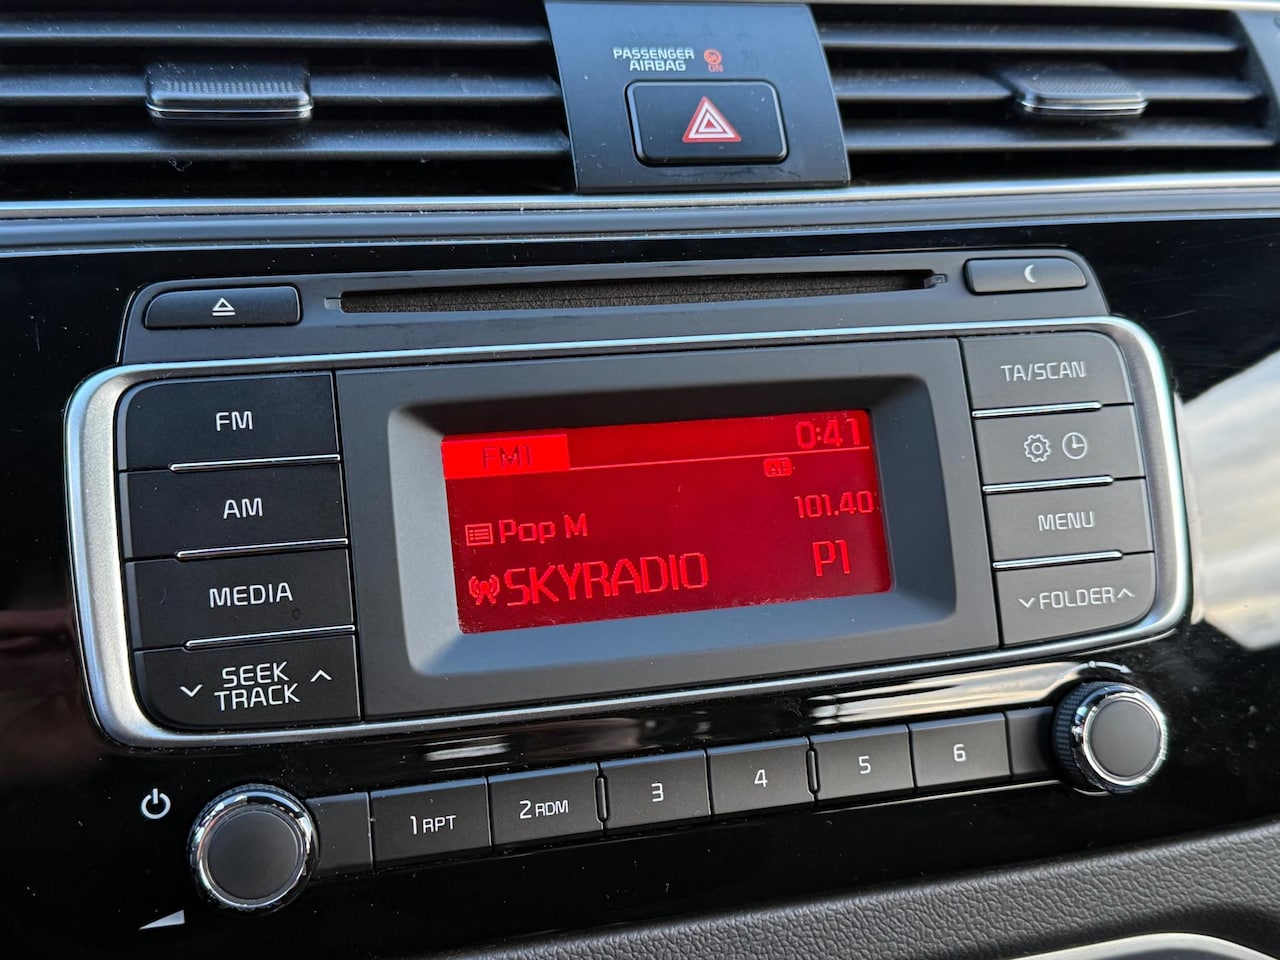 PASSENGER
AIRBAG
ON
FM
AM
MEDIA
SEEK
TRACK
FM1
0:41
AF
101.40
Pop M
SKYRADIO
P1
TA/SCAN
MENU
FOLDER
1 RPT
2 RDM
3
4
5
6